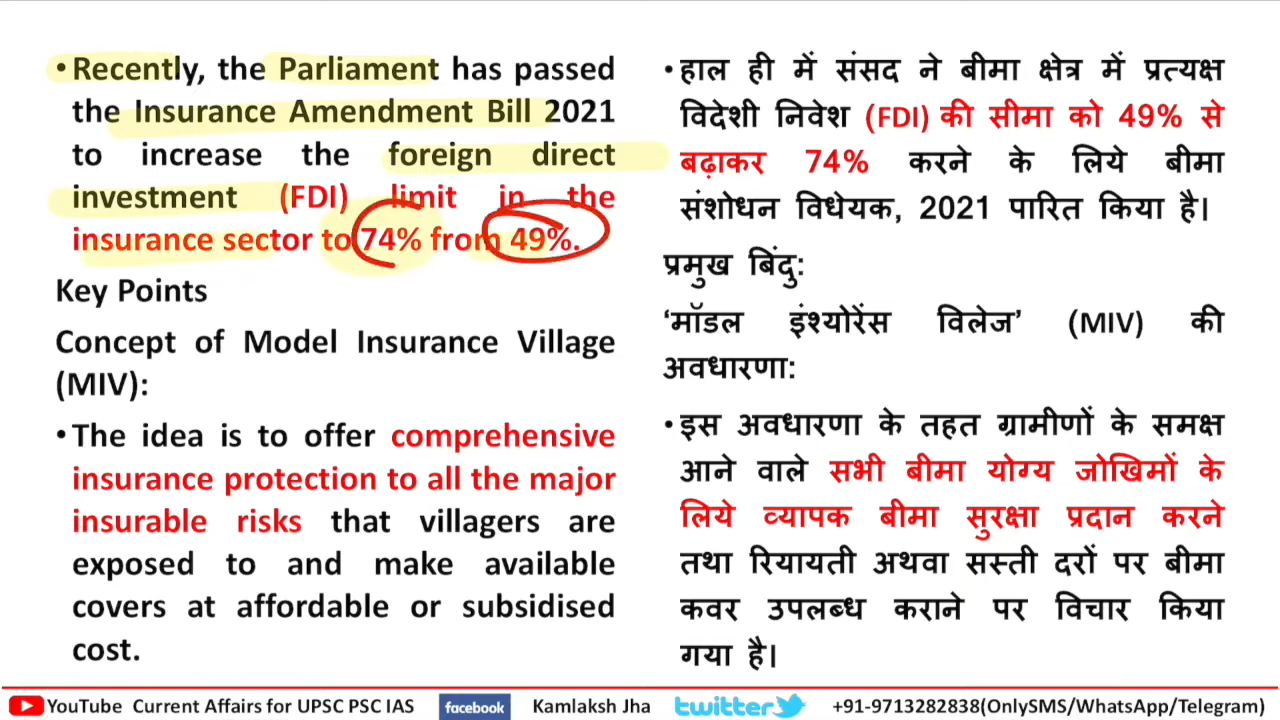 • Recently, the Parliament has passed
the Insurance Amendment Bill 2021
to increase the foreign direct
investment (FDI) limit in the
insurance sector to 74% from 49%.
Key Points
Concept of Model Insurance Village
(MIV):
• The idea is to offer comprehensive
insurance protection to all the major
insurable risks that villagers are
exposed to and make available
covers at affordable or subsidised
cost.
• हाल ही में संसद ने बीमा क्षेत्र में प्रत्यक्ष
विदेशी निवेश (FDI) की सीमा को 49% से
बढ़ाकर 74% करने के लिये बीमा
संशोधन विधेयक, 2021 पारित किया है।
प्रमुख बिंदु:
‘मॉडल इंश्योरेंस विलेज’ (MIV) की
अवधारणा:
• इस अवधारणा के तहत ग्रामीणों के समक्ष
आने वाले सभी बीमा योग्य जोखिमों के
लिये व्यापक बीमा सुरक्षा प्रदान करने
तथा रियायती अथवा सस्ती दरों पर बीमा
कवर उपलब्ध कराने पर विचार किया
गया है।
YouTube Current Affairs for UPSC PSC IAS facebook Kamlaksh Jha twitter +91-9713282838(OnlySMS/WhatsApp/Telegram)